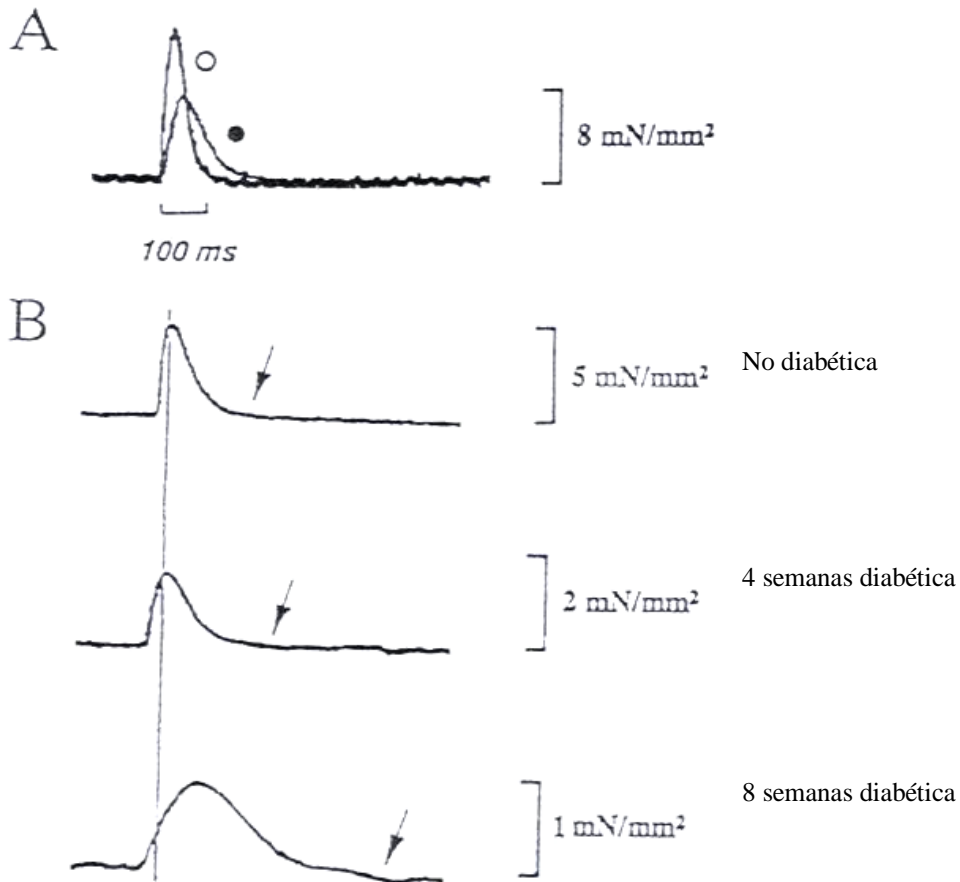 A
8 mN/mm²
100 ms
B
5 mN/mm²
No diabética
2 mN/mm²
4 semanas diabética
1 mN/mm²
8 semanas diabética